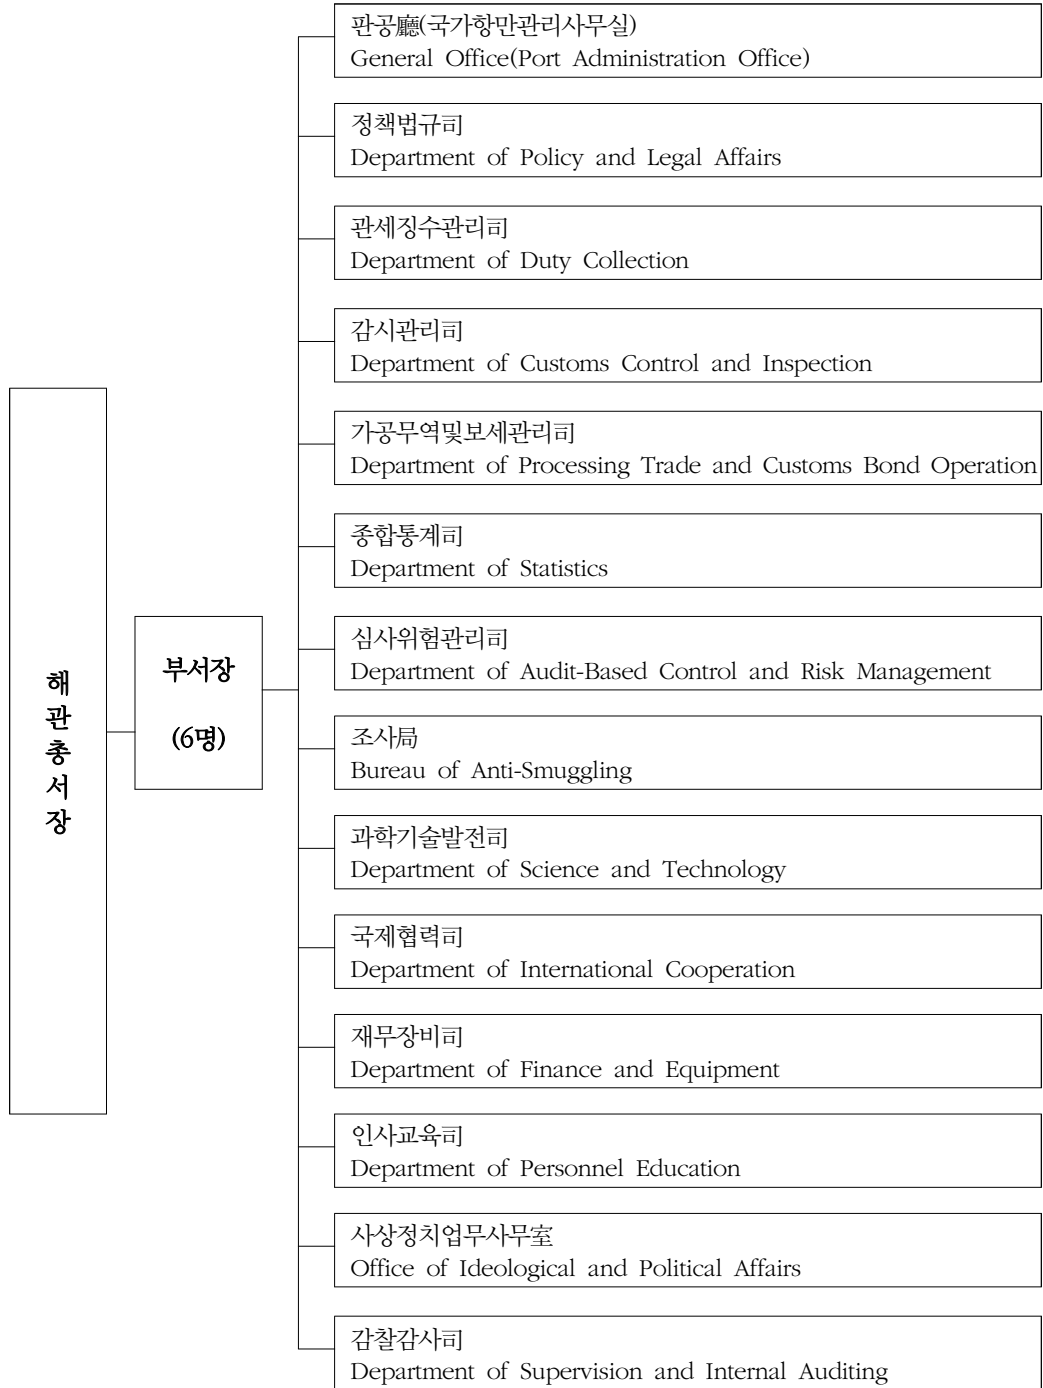 해
관
총
서
장
부서장
(6명)
판공廳(국가항만관리사무실)
General Office(Port Administration Office)
정책법규司
Department of Policy and Legal Affairs
관세징수관리司
Department of Duty Collection
감시관리司
Department of Customs Control and Inspection
가공무역및보세관리司
Department of Processing Trade and Customs Bond Operation
종합통계司
Department of Statistics
심사위험관리司
Department of Audit-Based Control and Risk Management
조사局
Bureau of Anti-Smuggling
과학기술발전司
Department of Science and Technology
국제협력司
Department of International Cooperation
재무장비司
Department of Finance and Equipment
인사교육司
Department of Personnel Education
사상정치업무사무室
Office of Ideological and Political Affairs
감찰감사司
Department of Supervision and Internal Auditing